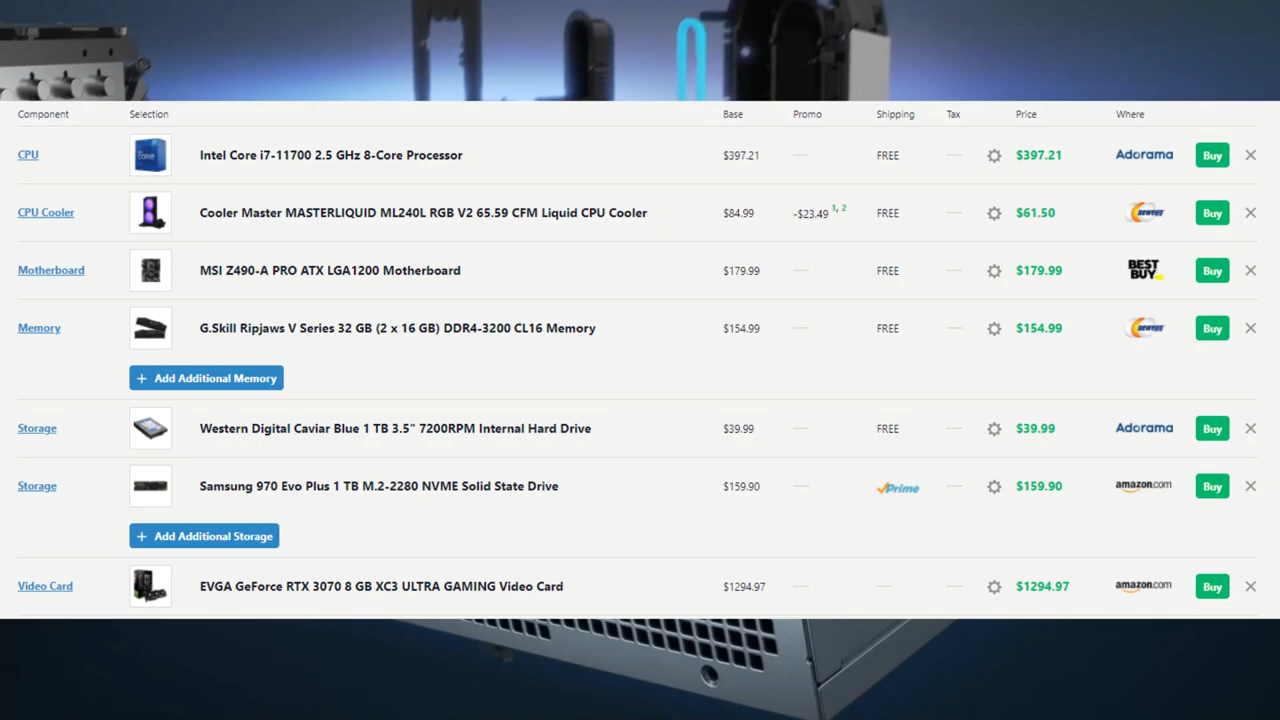 Component Selection Base Promo Shipping Tax Price Where
CPU Intel Core i7-11700 2.5 GHz 8-Core Processor $397.21 — FREE — $397.21 Adorama Buy
CPU Cooler Cooler Master MASTERLIQUID ML240L RGB V2 65.59 CFM Liquid CPU Cooler $84.99 -$23.49 1, 2 FREE — $61.50 newegg Buy
Motherboard MSI Z490-A PRO ATX LGA1200 Motherboard $179.99 — FREE — $179.99 BEST BUY Buy
Memory G.Skill Ripjaws V Series 32 GB (2 x 16 GB) DDR4-3200 CL16 Memory $154.99 — FREE — $154.99 newegg Buy
+ Add Additional Memory
Storage Western Digital Caviar Blue 1 TB 3.5" 7200RPM Internal Hard Drive $39.99 — FREE — $39.99 Adorama Buy
Storage Samsung 970 Evo Plus 1 TB M.2-2280 NVME Solid State Drive $159.90 — Prime — $159.90 amazon.com Buy
+ Add Additional Storage
Video Card EVGA GeForce RTX 3070 8 GB XC3 ULTRA GAMING Video Card $1294.97 — — — $1294.97 amazon.com Buy